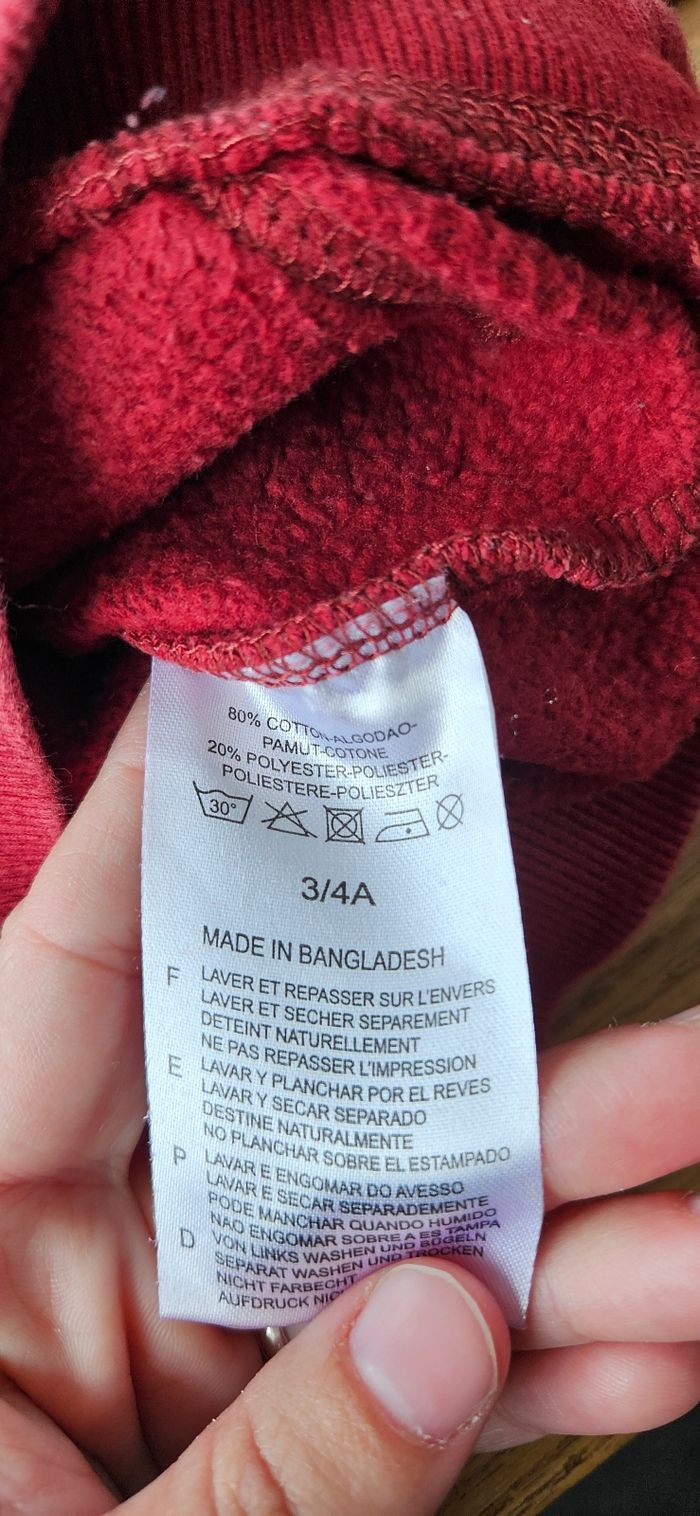 80% COTTON-ALGODAO-
PAMUT-COTONE
20% POLYESTER-POLIESTER-
POLIESTERE-POLIESZTER
30°
3/4A
MADE IN BANGLADESH
F LAVER ET REPASSER SUR L'ENVERS
LAVER ET SECHER SEPAREMENT
DETEINT NATURELLEMENT
NE PAS REPASSER L'IMPRESSION
E LAVAR Y PLANCHAR POR EL REVES
LAVAR Y SECAR SEPARADO
DESTINE NATURALMENTE
NO PLANCHAR SOBRE EL ESTAMPADO
P LAVAR E ENGOMAR DO AVESSO
LAVAR E SECAR SEPARADEMENTE
PODE MANCHAR QUANDO HUMIDO
NAO ENGOMAR SOBRE A ES TAMPA
D VON LINKS WASHEN UND BÜGELN
SEPARAT WASHEN UND TROCKEN
NICHT FARBECHT
AUFDRUCK